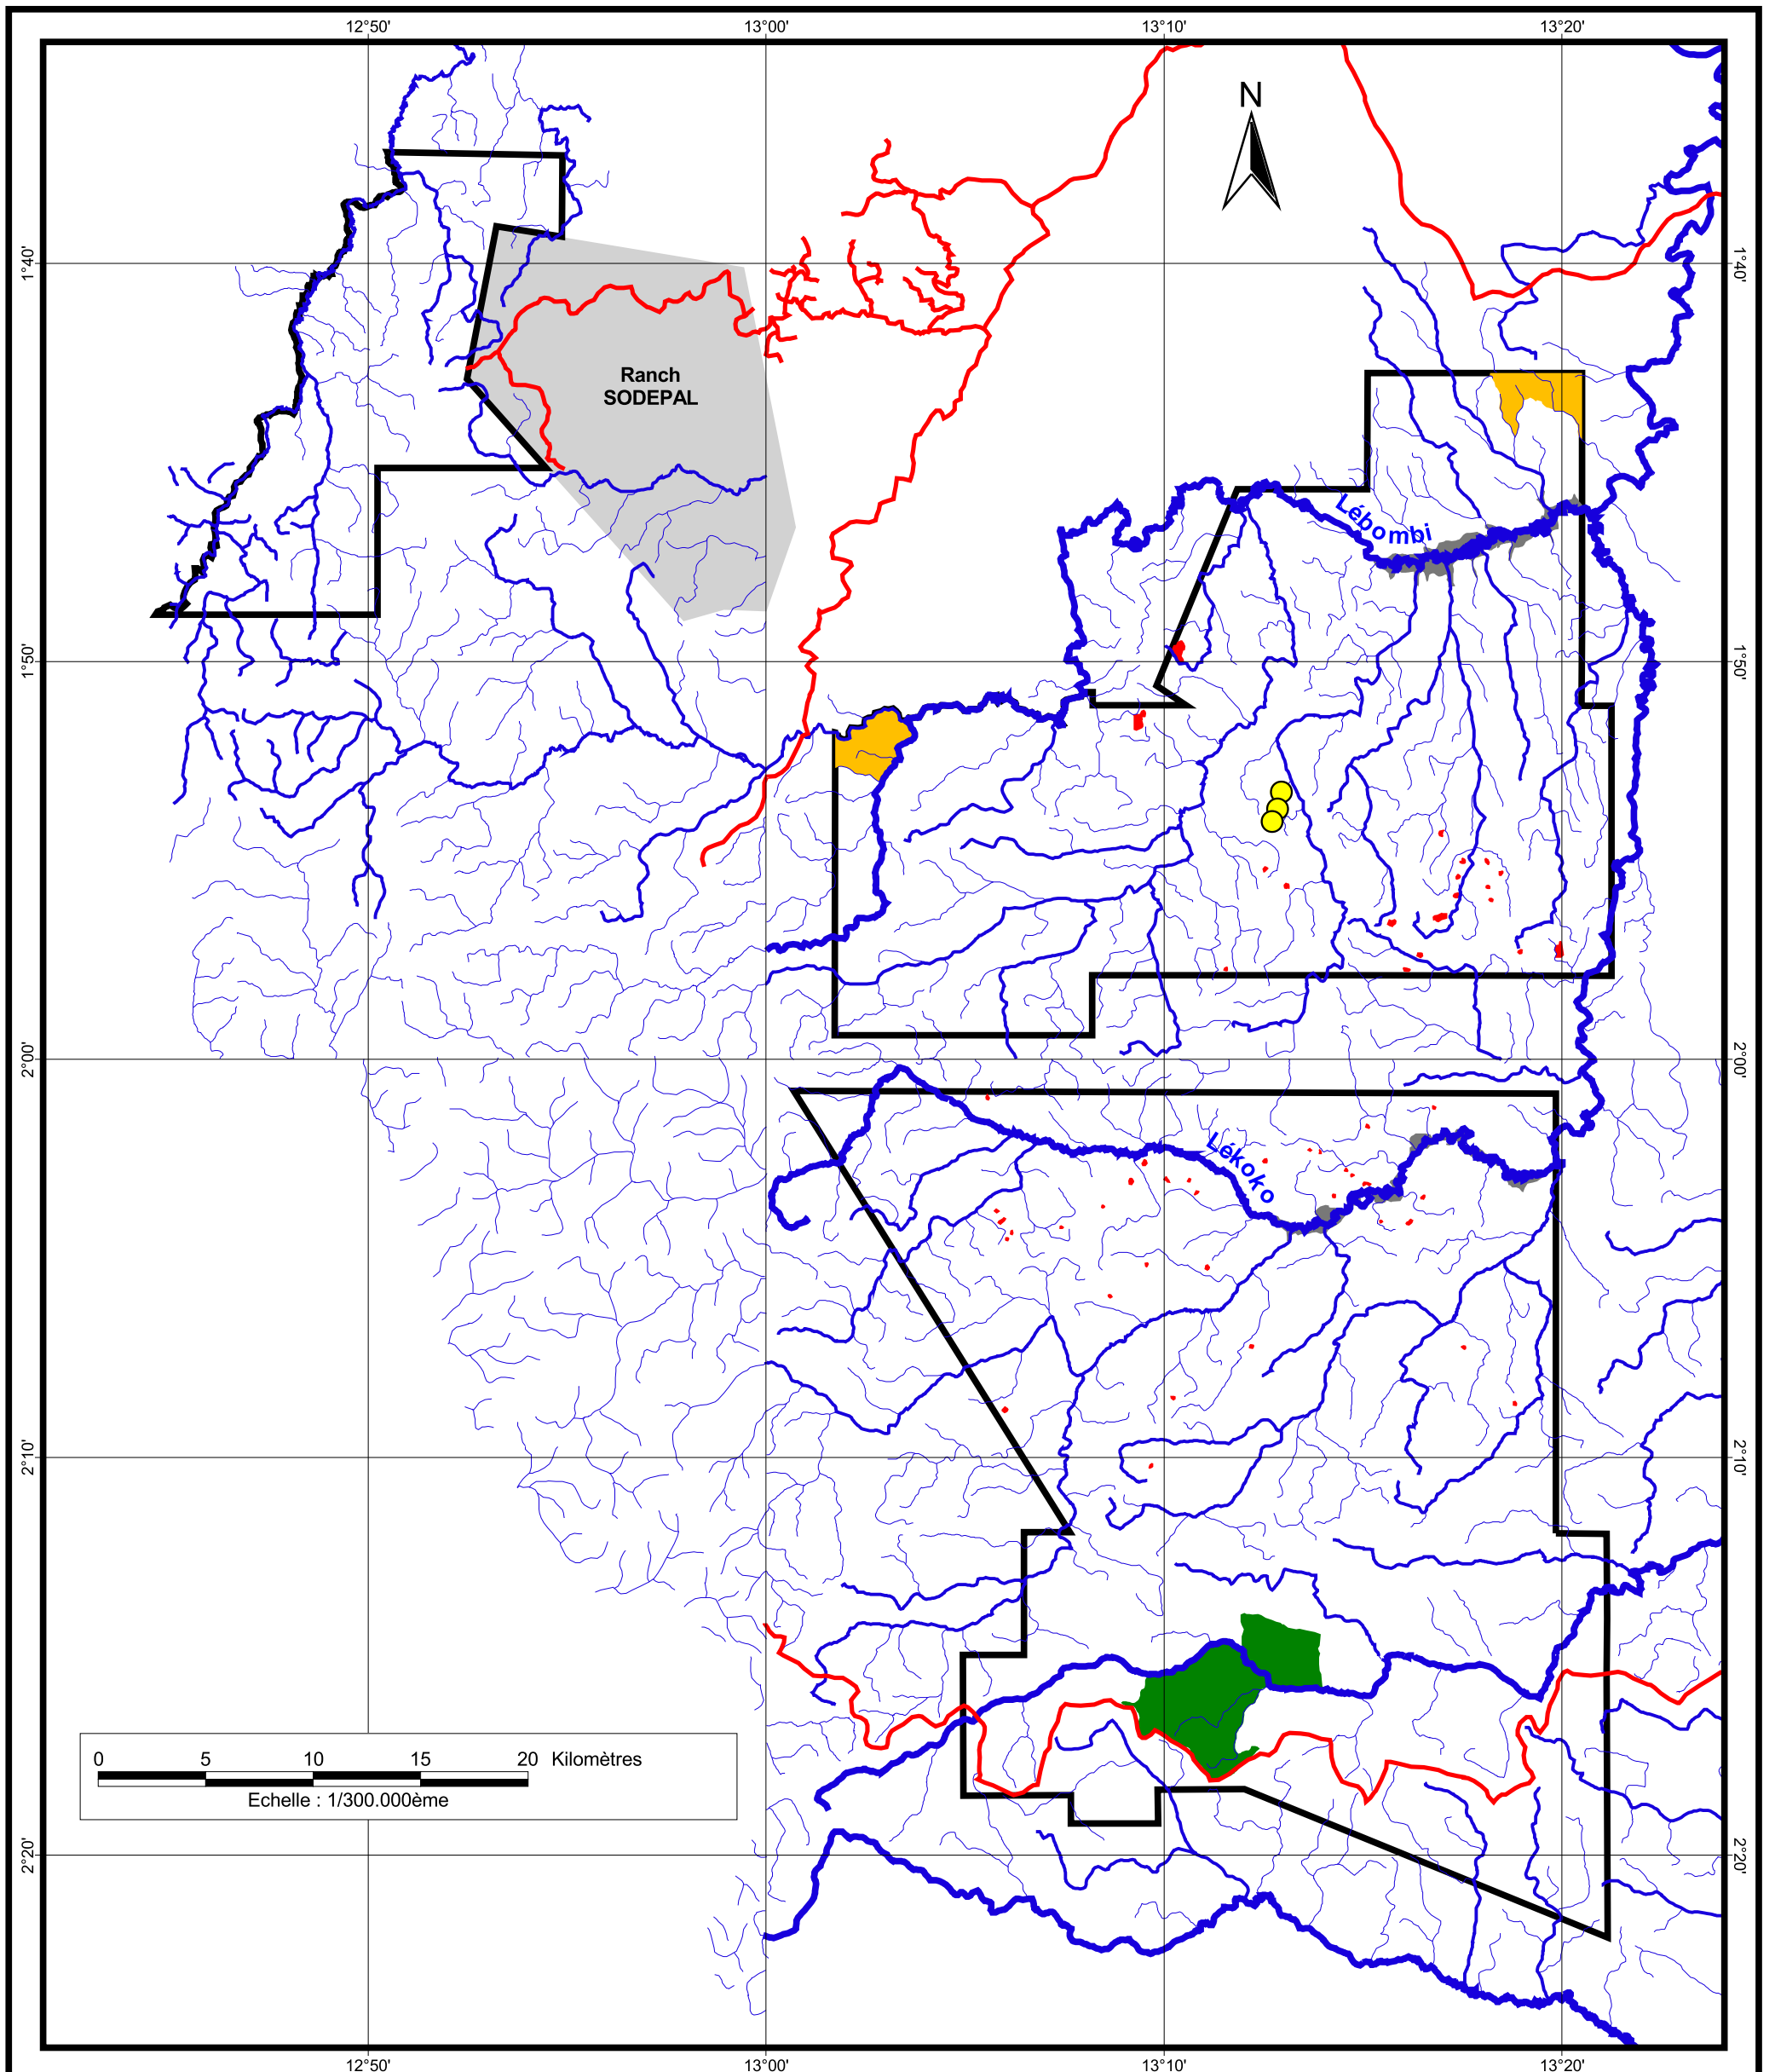 12°50' 13°00' 13°10' 13°20'
N
1°40' 1°40'
Ranch
SODEPAL
Lébombi
1°50' 1°50'
2°00' 2°00'
Lékoko
2°10' 2°10'
0 5 10 15 20 Kilomètres
Echelle : 1/300.000ème
2°20' 2°20'
12°50' 13°00' 13°10' 13°20'